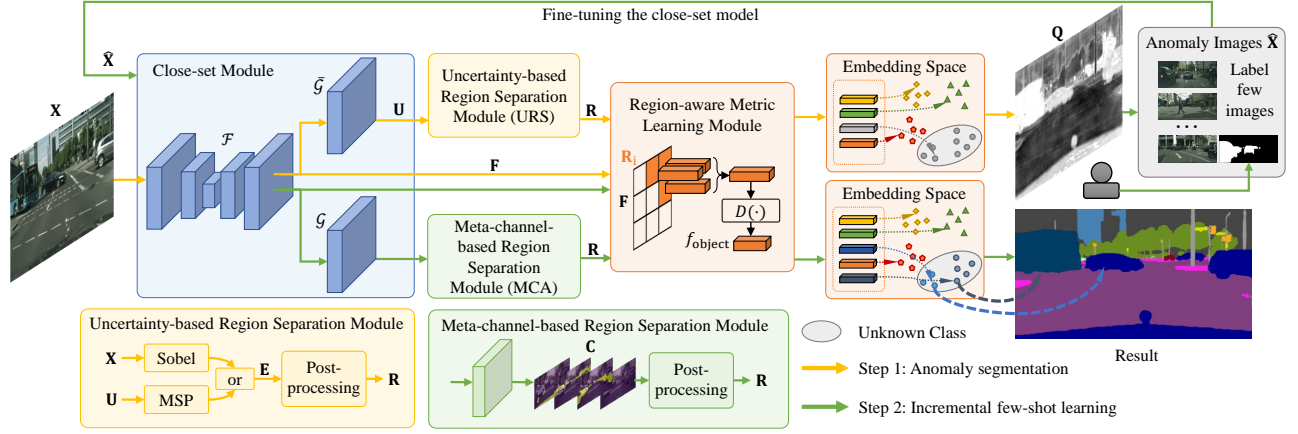 Fine-tuning the close-set model
X̂
X
Close-set Module
Ḡ
F
G
U
Uncertainty-based
Region Separation
Module (URS)
R
F
Meta-channel-
based Region
Separation
Module (MCA)
R
Region-aware Metric
Learning Module
R_i
F
D(·)
f_object
Embedding Space
Embedding Space
Q
Anomaly Images X̂
Label
few
images
...
Unknown Class
Result
Step 1: Anomaly segmentation
Step 2: Incremental few-shot learning
Uncertainty-based Region Separation Module
X
Sobel
U
MSP
or
E
Post-
processing
R
Meta-channel-based Region Separation Module
C
Post-
processing
R